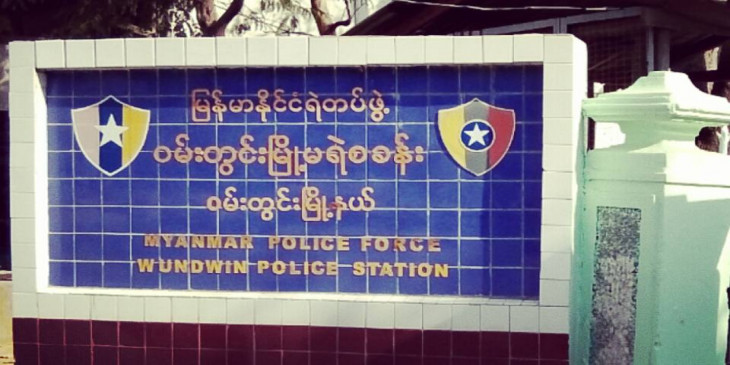 မြန်မာနိုင်ငံရဲတပ်ဖွဲ့
ဝမ်းတွင်းမြို့မရဲစခန်း
ဝမ်းတွင်းမြို့နယ်
MYANMAR POLICE FORCE
WUNDWIN POLICE STATION